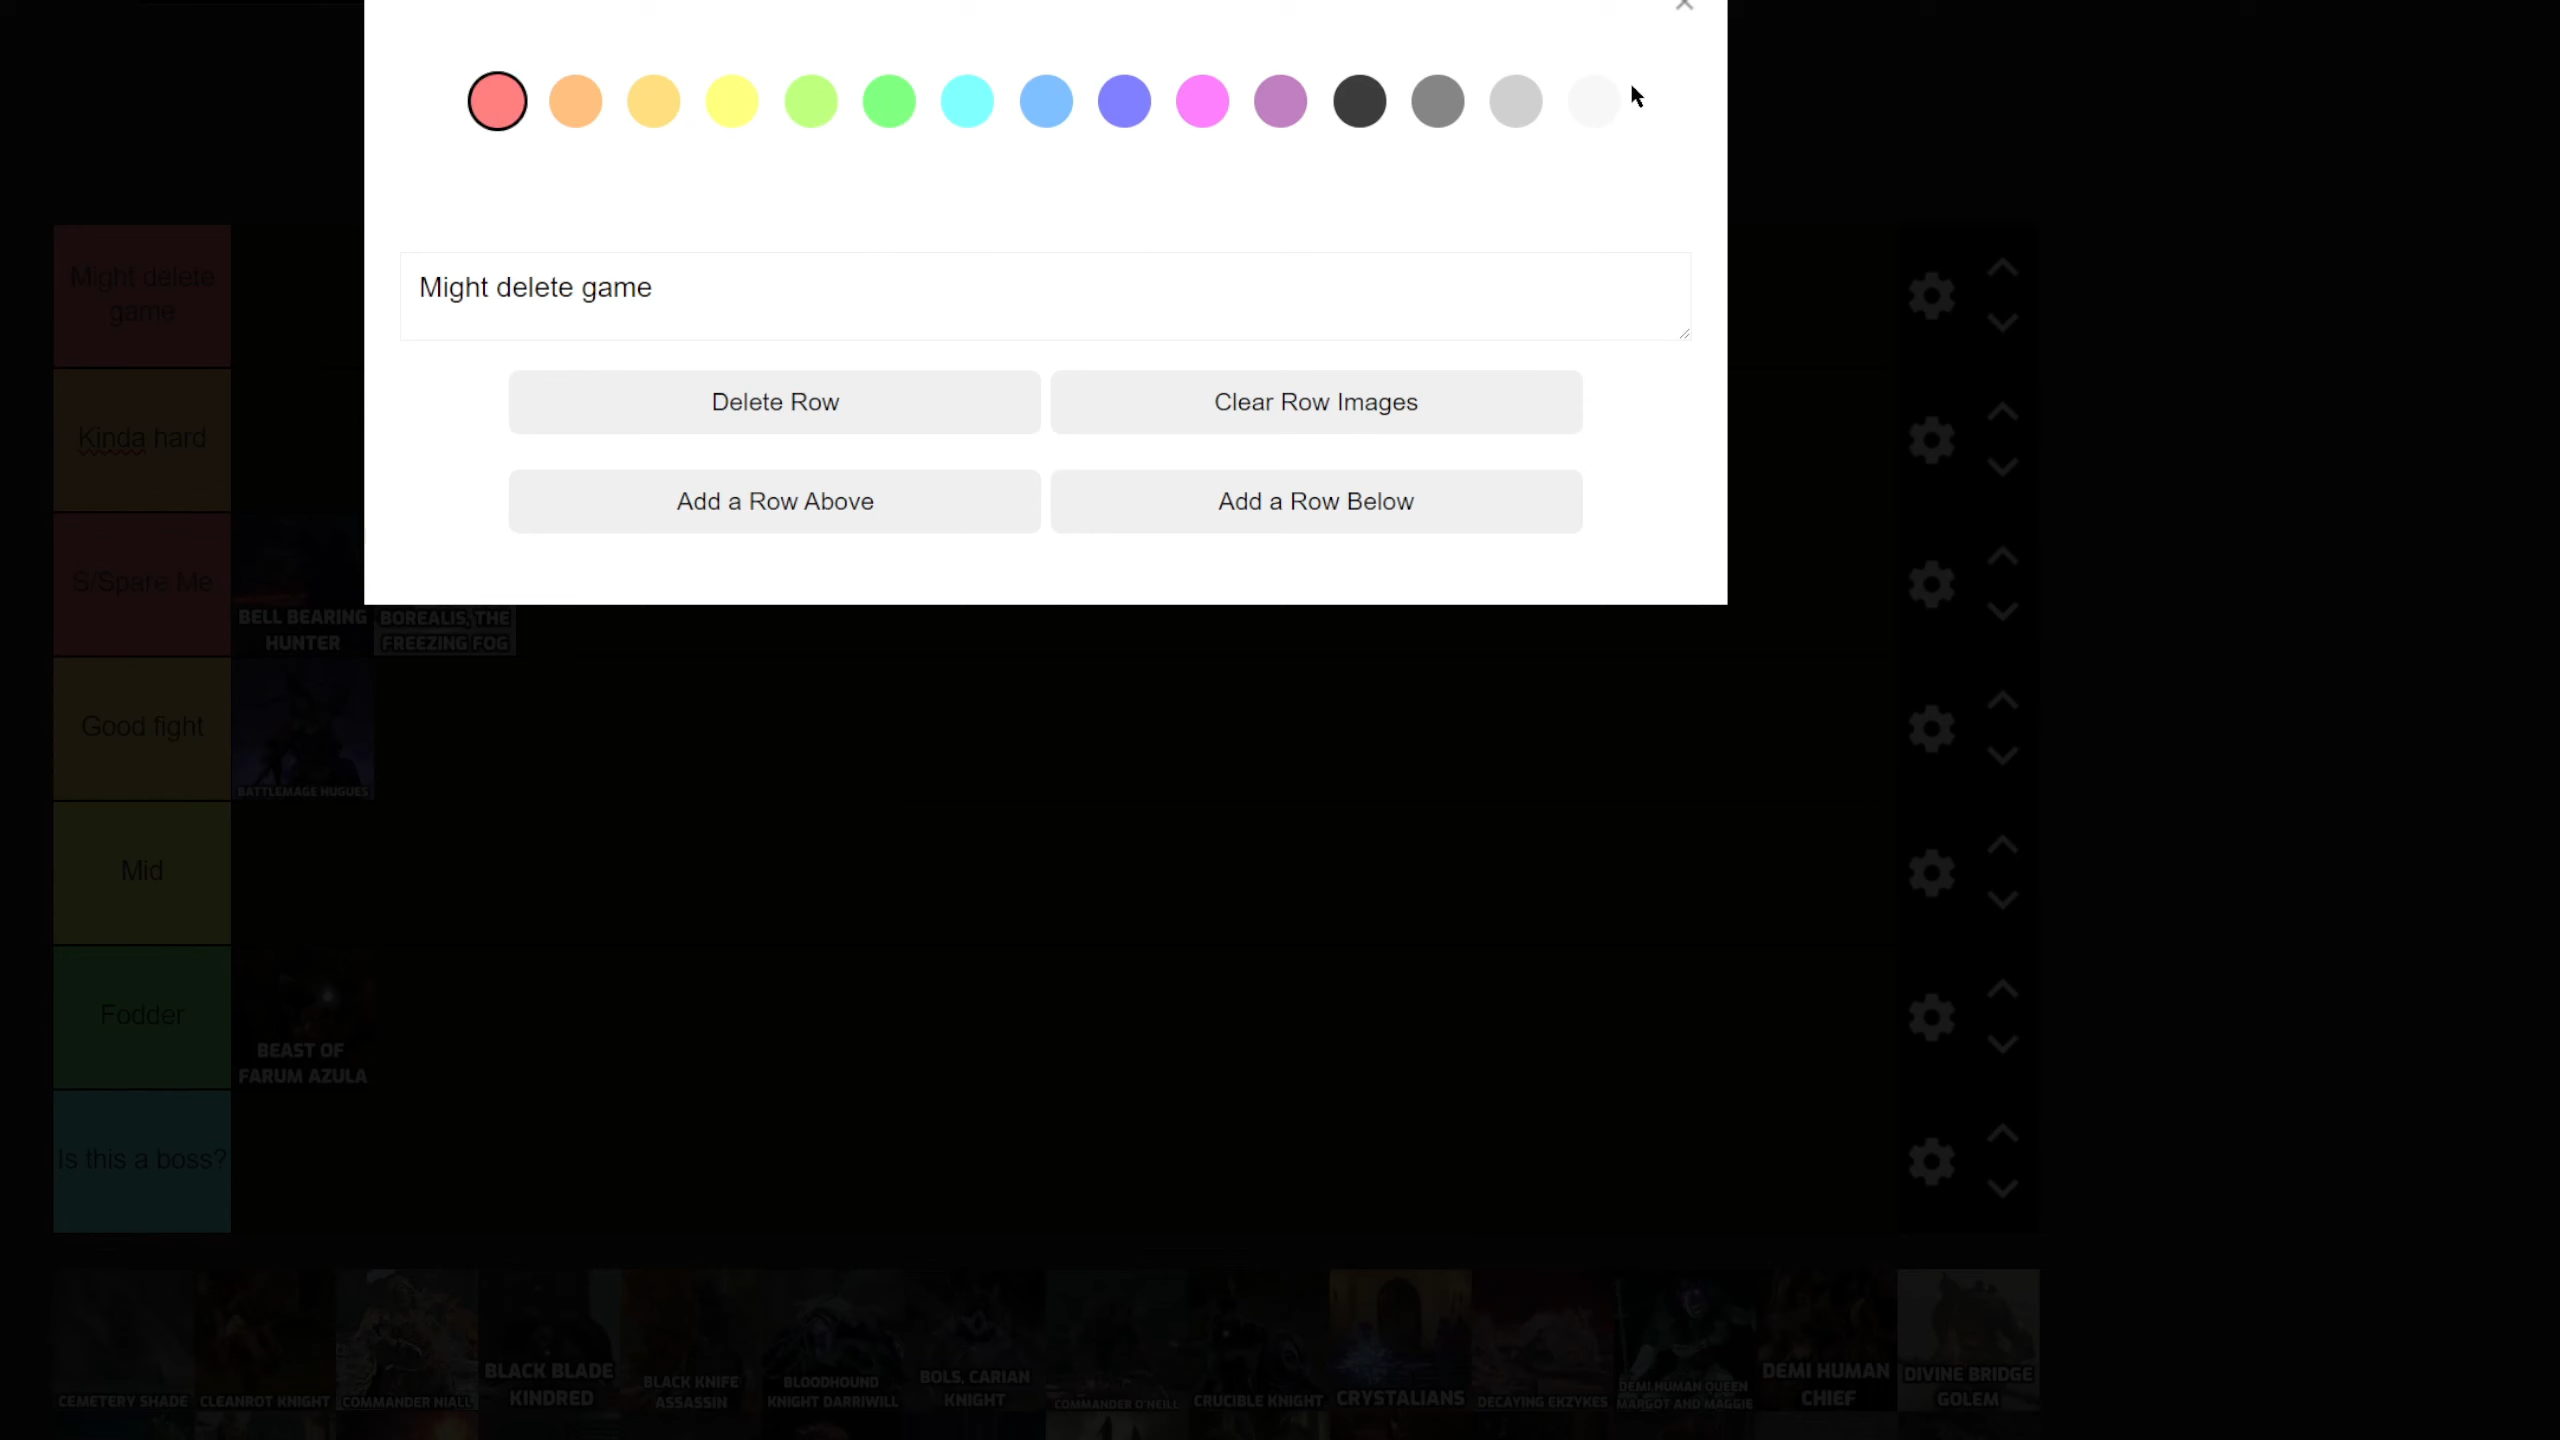 Might delete game
Delete Row
Clear Row Images
Add a Row Above
Add a Row Below
Might delete
game
Kinda hard
S/Spare Me
BELL BEARING
HUNTER
BOREALIS, THE
FREEZING FOG
Good fight
BATTLEMAGE HUGUES
Mid
Fodder
BEAST OF
FARUM AZULA
Is this a boss?
CEMETERY SHADE
CLEANROT KNIGHT
COMMANDER NIALL
BLACK BLADE
KINDRED
BLACK KNIFE
ASSASSIN
BLOODHOUND
KNIGHT DARRIWILL
BOLS, CARIAN
KNIGHT
COMMANDER O'NEILL
CRUCIBLE KNIGHT
CRYSTALIANS
DECAYING EKZYKES
DEMI HUMAN QUEEN
MARGOT AND MAGGIE
DEMI HUMAN
CHIEF
DIVINE BRIDGE
GOLEM